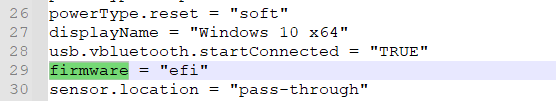 26 powerType.reset = "soft"
27 displayName = "Windows 10 x64"
28 usb.vbluetooth.startConnected = "TRUE"
29 firmware = "efi"
30 sensor.location = "pass-through"